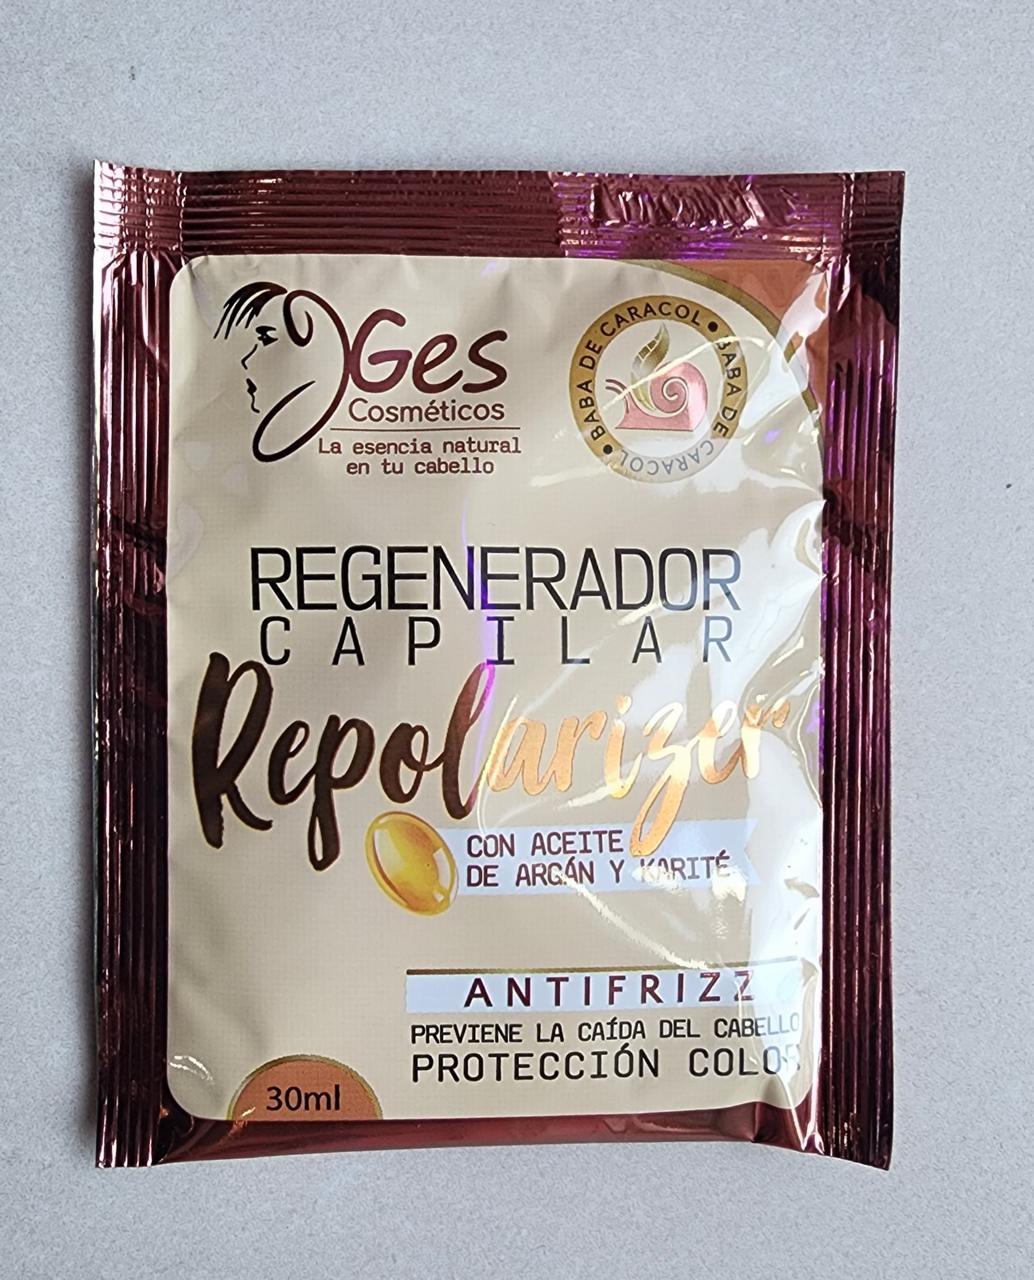 Ges
Cosméticos
La esencia natural
en tu cabello
BABA DE CARACOL • BABA DE CARACOL •
REGENERADOR
CAPILAR
Repolarizer
CON ACEITE
DE ARGÁN Y KARITÉ
ANTIFRIZZ
PREVIENE LA CAÍDA DEL CABELLO
PROTECCIÓN COLOR
30ml